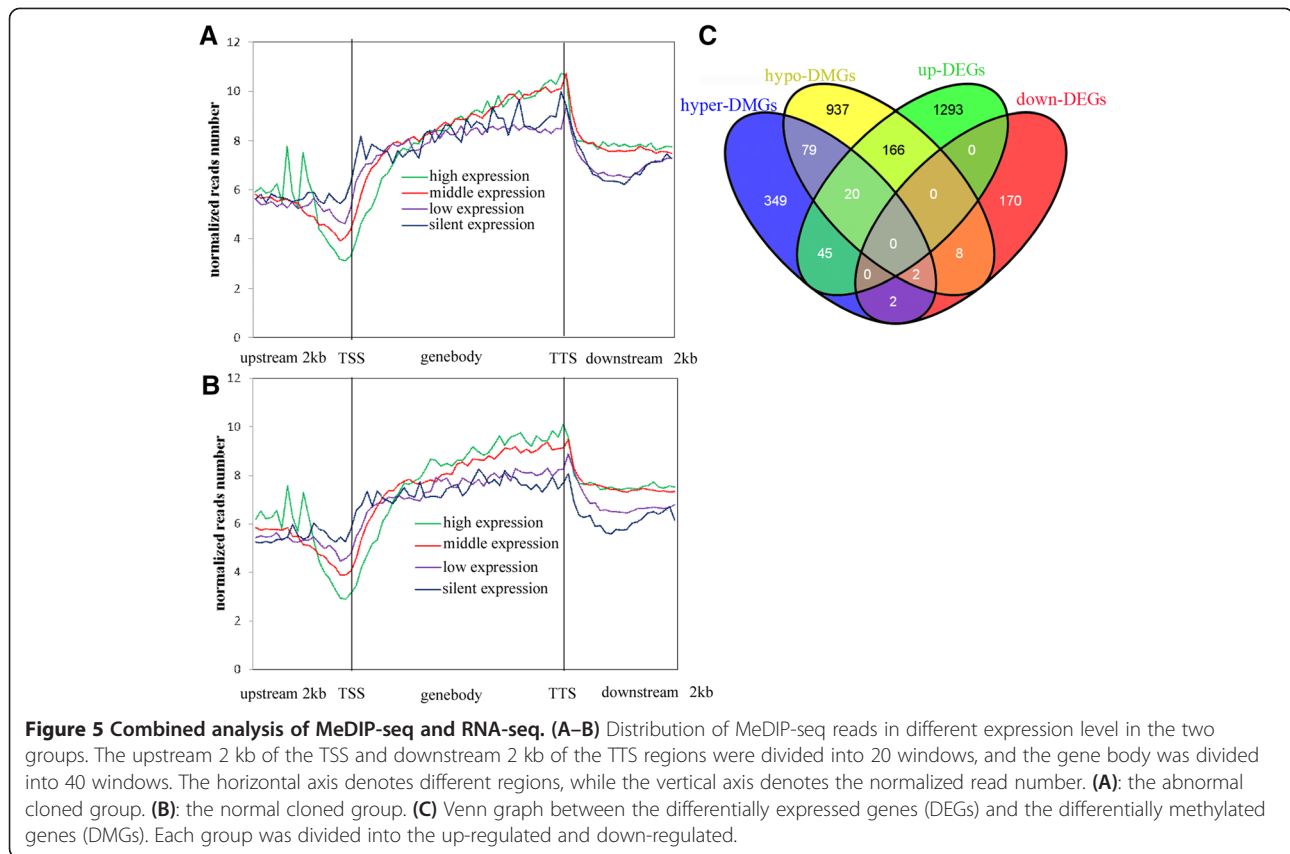 A
12
10
8
6
4
2
0
normalized reads number
high expression
middle expression
low expression
silent expression
upstream 2kb TSS genebody TTS downstream 2kb
B
12
10
8
6
4
2
0
normalized reads number
high expression
middle expression
low expression
silent expression
upstream 2kb TSS genebody TTS downstream 2kb
C
hyper-DMGs
hypo-DMGs
up-DEGs
down-DEGs
937
1293
79
166
0
349
20
0
170
0
45
8
0
2
2
Figure 5 Combined analysis of MeDIP-seq and RNA-seq. (A–B) Distribution of MeDIP-seq reads in different expression level in the two
groups. The upstream 2 kb of the TSS and downstream 2 kb of the TTS regions were divided into 20 windows, and the gene body was divided
into 40 windows. The horizontal axis denotes different regions, while the vertical axis denotes the normalized read number. (A): the abnormal
cloned group. (B): the normal cloned group. (C) Venn graph between the differentially expressed genes (DEGs) and the differentially methylated
genes (DMGs). Each group was divided into the up-regulated and down-regulated.